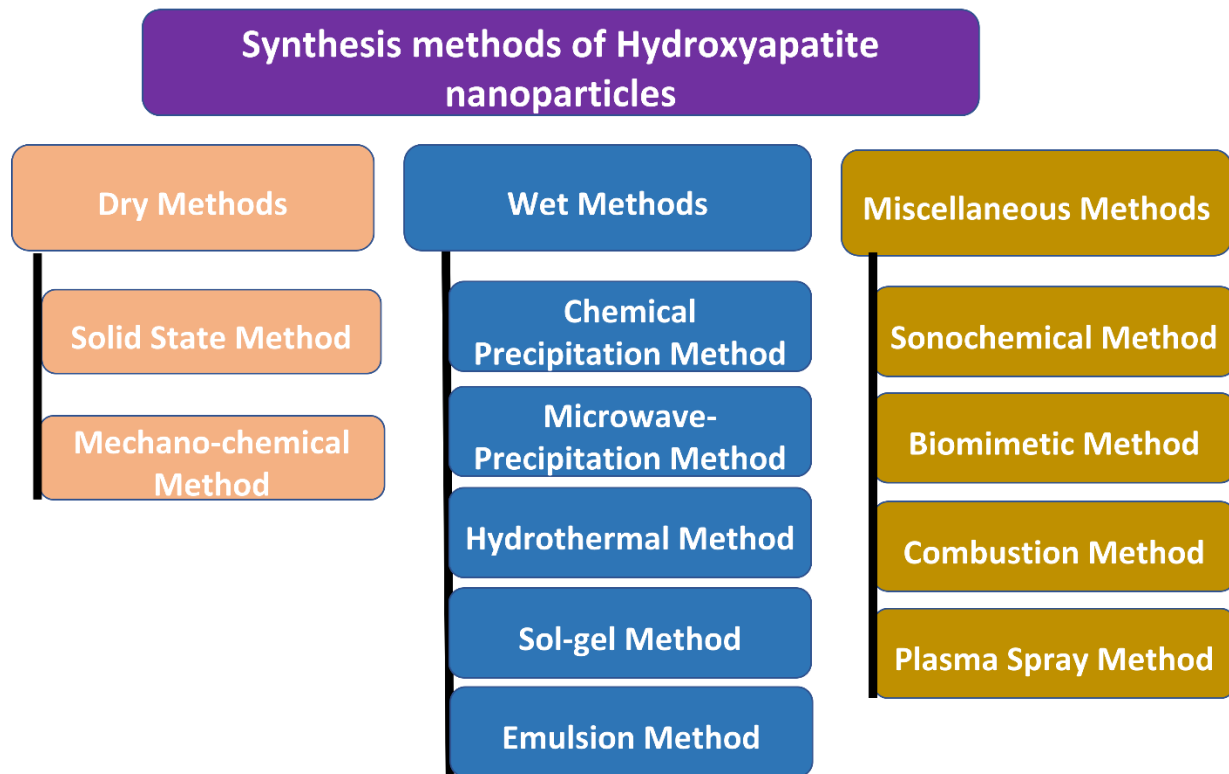 Synthesis methods of Hydroxyapatite
nanoparticles
Dry Methods
Solid State Method
Mechano-chemical
Method
Wet Methods
Chemical
Precipitation Method
Microwave-
Precipitation Method
Hydrothermal Method
Sol-gel Method
Emulsion Method
Miscellaneous Methods
Sonochemical Method
Biomimetic Method
Combustion Method
Plasma Spray Method